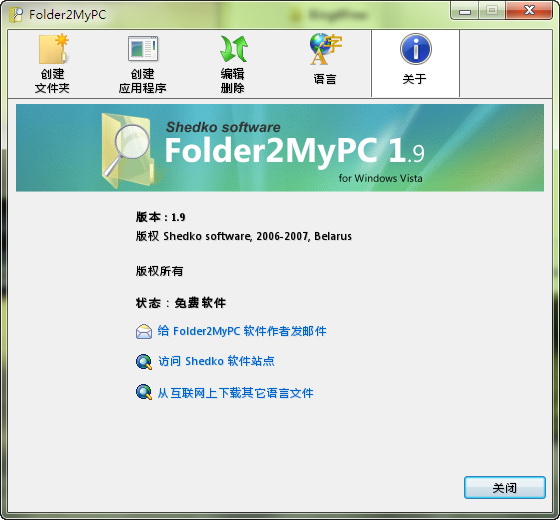 Folder2MyPC
创建
文件夹
创建
应用程序
编辑
删除
语言
关于
Shedko software
Folder2MyPC 1.9
for Windows Vista
版本：1.9
版权 Shedko software, 2006-2007, Belarus
版权所有
状态：免费软件
给 Folder2MyPC 软件作者发邮件
访问 Shedko 软件站点
从互联网上下载其它语言文件
关闭